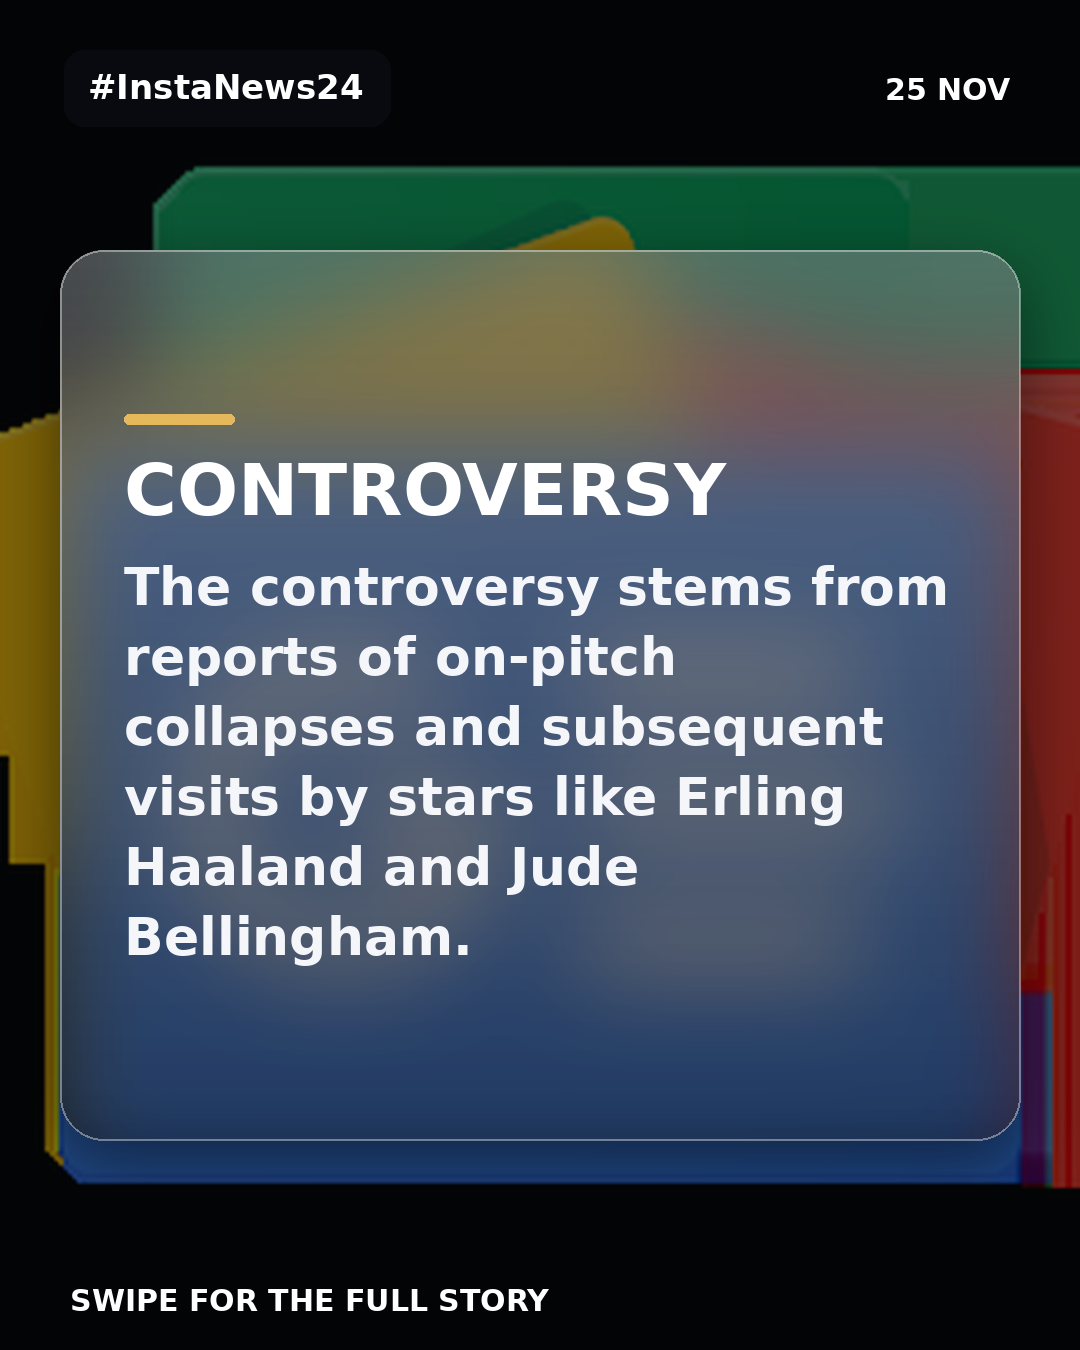 #InstaNews24
25 NOV
CONTROVERSY
The controversy stems from
reports of on-pitch
collapses and subsequent
visits by stars like Erling
Haaland and Jude
Bellingham.
SWIPE FOR THE FULL STORY